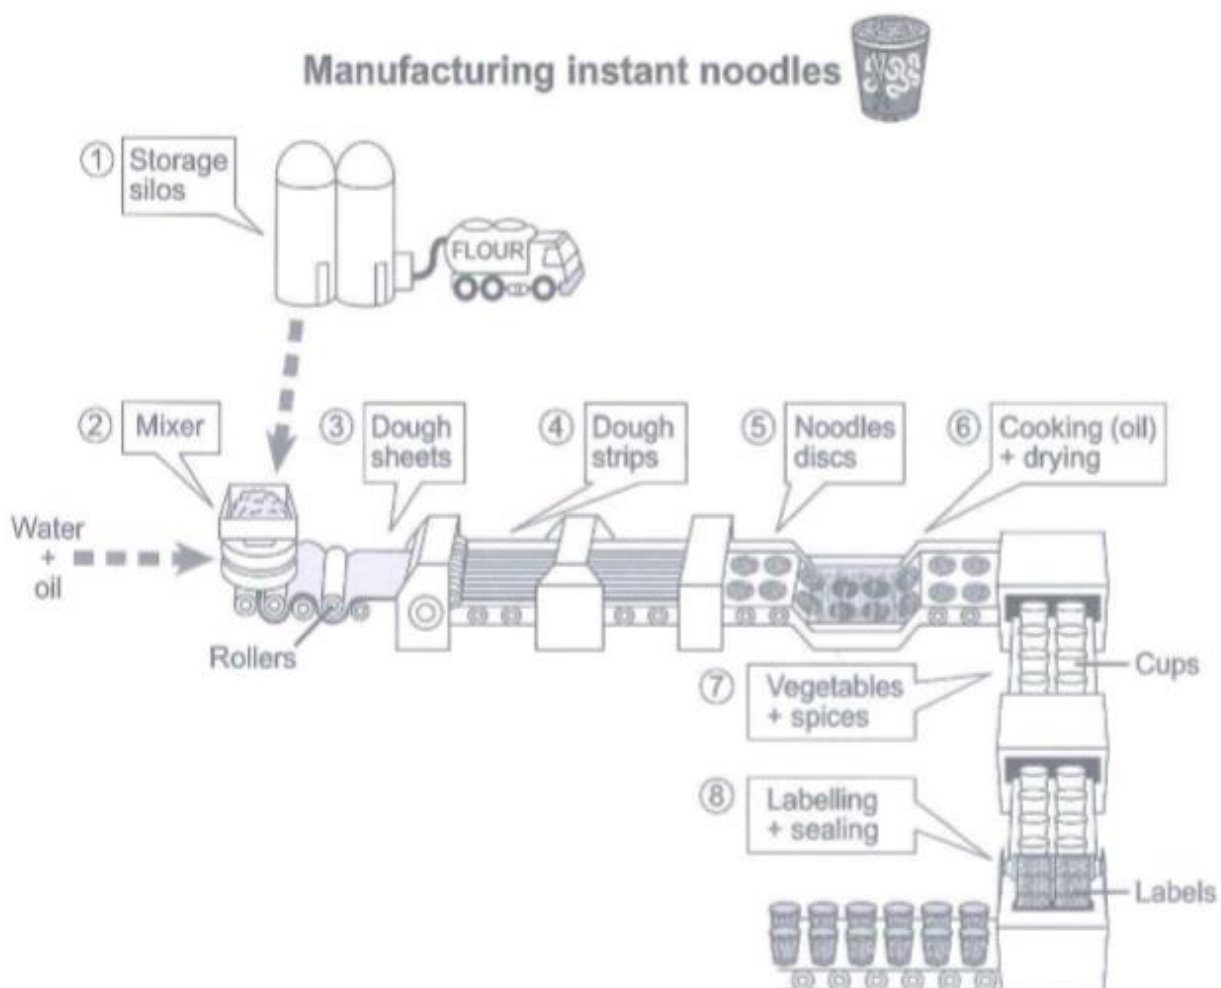 Manufacturing instant noodles
1 Storage
silos
FLOUR
2 Mixer
3 Dough
sheets
4 Dough
strips
5 Noodles
discs
6 Cooking (oil)
+ drying
Water
+
oil
Rollers
7 Vegetables
+ spices
Cups
8 Labelling
+ sealing
Labels